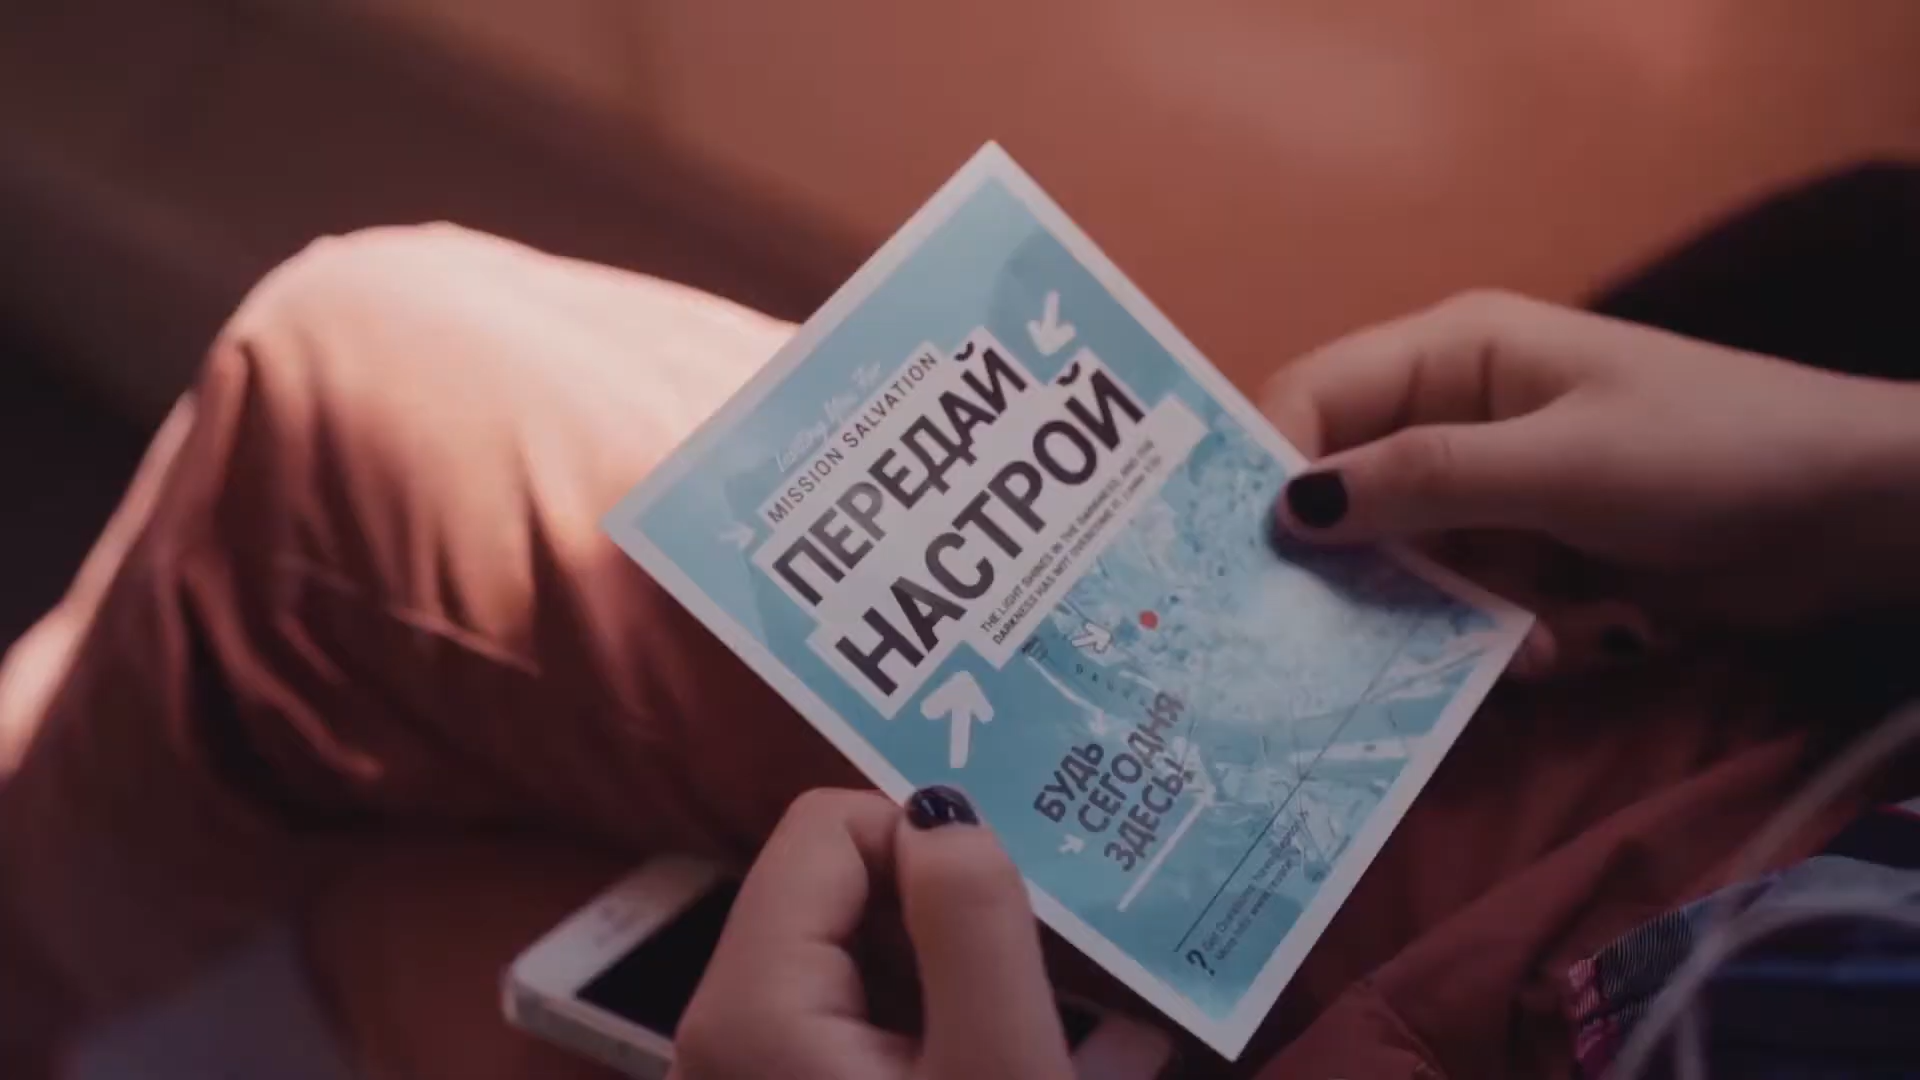 MISSION SALVATION
ПЕРЕДАЙ
НАСТРОЙ
THE LIGHT SHINES IN THE DARKNESS, AND THE
DARKNESS HAS NOT OVERCOME IT.
БУДЬ
СЕГОДНЯ
ЗДЕСЬ!
?